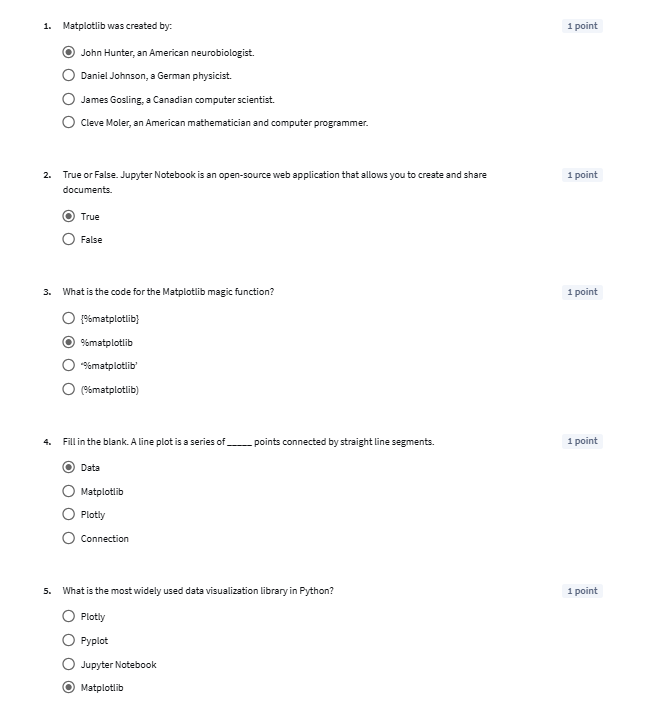 1. Matplotlib was created by: 1 point
John Hunter, an American neurobiologist.
Daniel Johnson, a German physicist.
James Gosling, a Canadian computer scientist.
Cleve Moler, an American mathematician and computer programmer.
2. True or False. Jupyter Notebook is an open-source web application that allows you to create and share 1 point
documents.
True
False
3. What is the code for the Matplotlib magic function? 1 point
{%matplotlib}
%matplotlib
‘%matplotlib’
(%matplotlib)
4. Fill in the blank. A line plot is a series of _____ points connected by straight line segments. 1 point
Data
Matplotlib
Plotly
Connection
5. What is the most widely used data visualization library in Python? 1 point
Plotly
Pyplot
Jupyter Notebook
Matplotlib